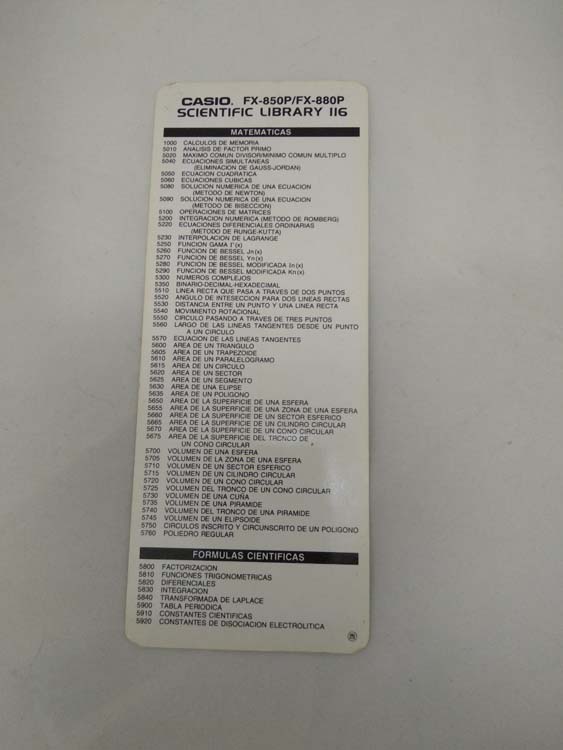 CASIO. FX-850P/FX-880P
SCIENTIFIC LIBRARY 116
MATEMATICAS
1000 CALCULOS DE MEMORIA
5010 ANALISIS DE FACTOR PRIMO
5020 MAXIMO COMUN DIVISOR/MINIMO COMUN MULTIPLO
5040 ECUACIONES SIMULTANEAS
(ELIMINACION DE GAUSS-JORDAN)
5050 ECUACION CUADRATICA
5060 ECUACIONES CUBICAS
5080 SOLUCION NUMERICA DE UNA ECUACION
(METODO DE NEWTON)
5090 SOLUCION NUMERICA DE UNA ECUACION
(METODO DE BISECCION)
5100 OPERACIONES DE MATRICES
5200 INTEGRACION NUMERICA (METODO DE ROMBERG)
5220 ECUACIONES DIFERENCIALES ORDINARIAS
(METODO DE RUNGE-KUTTA)
5230 INTERPOLACION DE LAGRANGE
5250 FUNCION GAMA Γ(x)
5260 FUNCION DE BESSEL Jn(x)
5270 FUNCION DE BESSEL Yn(x)
5280 FUNCION DE BESSEL MODIFICADA In(x)
5290 FUNCION DE BESSEL MODIFICADA Kn(x)
5300 NUMEROS COMPLEJOS
5350 BINARIO-DECIMAL-HEXADECIMAL
5510 LINEA RECTA QUE PASA A TRAVES DE DOS PUNTOS
5520 ANGULO DE INTESECCION PARA DOS LINEAS RECTAS
5530 DISTANCIA ENTRE UN PUNTO Y UNA LINEA RECTA
5540 MOVIMIENTO ROTACIONAL
5550 CIRCULO PASANDO A TRAVES DE TRES PUNTOS
5560 LARGO DE LAS LINEAS TANGENTES DESDE UN PUNTO
A UN CIRCULO
5570 ECUACION DE LAS LINEAS TANGENTES
5600 AREA DE UN TRIANGULO
5605 AREA DE UN TRAPEZOIDE
5610 AREA DE UN PARALELOGRAMO
5615 AREA DE UN CIRCULO
5620 AREA DE UN SECTOR
5625 AREA DE UN SEGMENTO
5630 AREA DE UNA ELIPSE
5635 AREA DE UN POLIGONO
5650 AREA DE LA SUPERFICIE DE UNA ESFERA
5655 AREA DE LA SUPERFICIE DE UNA ZONA DE UNA ESFERA
5660 AREA DE LA SUPERFICIE DE UN SECTOR ESFERICO
5665 AREA DE LA SUPERFICIE DE UN CILINDRO CIRCULAR
5670 AREA DE LA SUPERFICIE DE UN CONO CIRCULAR
5675 AREA DE LA SUPERFICIE DEL TRONCO DE
UN CONO CIRCULAR
5700 VOLUMEN DE UNA ESFERA
5705 VOLUMEN DE LA ZONA DE UNA ESFERA
5710 VOLUMEN DE UN SECTOR ESFERICO
5715 VOLUMEN DE UN CILINDRO CIRCULAR
5720 VOLUMEN DE UN CONO CIRCULAR
5725 VOLUMEN DEL TRONCO DE UN CONO CIRCULAR
5730 VOLUMEN DE UNA CUÑA
5735 VOLUMEN DE UNA PIRAMIDE
5740 VOLUMEN DEL TRONCO DE UNA PIRAMIDE
5745 VOLUMEN DE UN ELIPSOIDE
5750 CIRCULOS INSCRITO Y CIRCUNSCRITO DE UN POLIGONO
5760 POLIEDRO REGULAR
FORMULAS CIENTIFICAS
5800 FACTORIZACION
5810 FUNCIONES TRIGONOMETRICAS
5820 DIFERENCIALES
5830 INTEGRACION
5840 TRANSFORMADA DE LAPLACE
5900 TABLA PERIODICA
5910 CONSTANTES CIENTIFICAS
5920 CONSTANTES DE DISOCIACION ELECTROLITICA